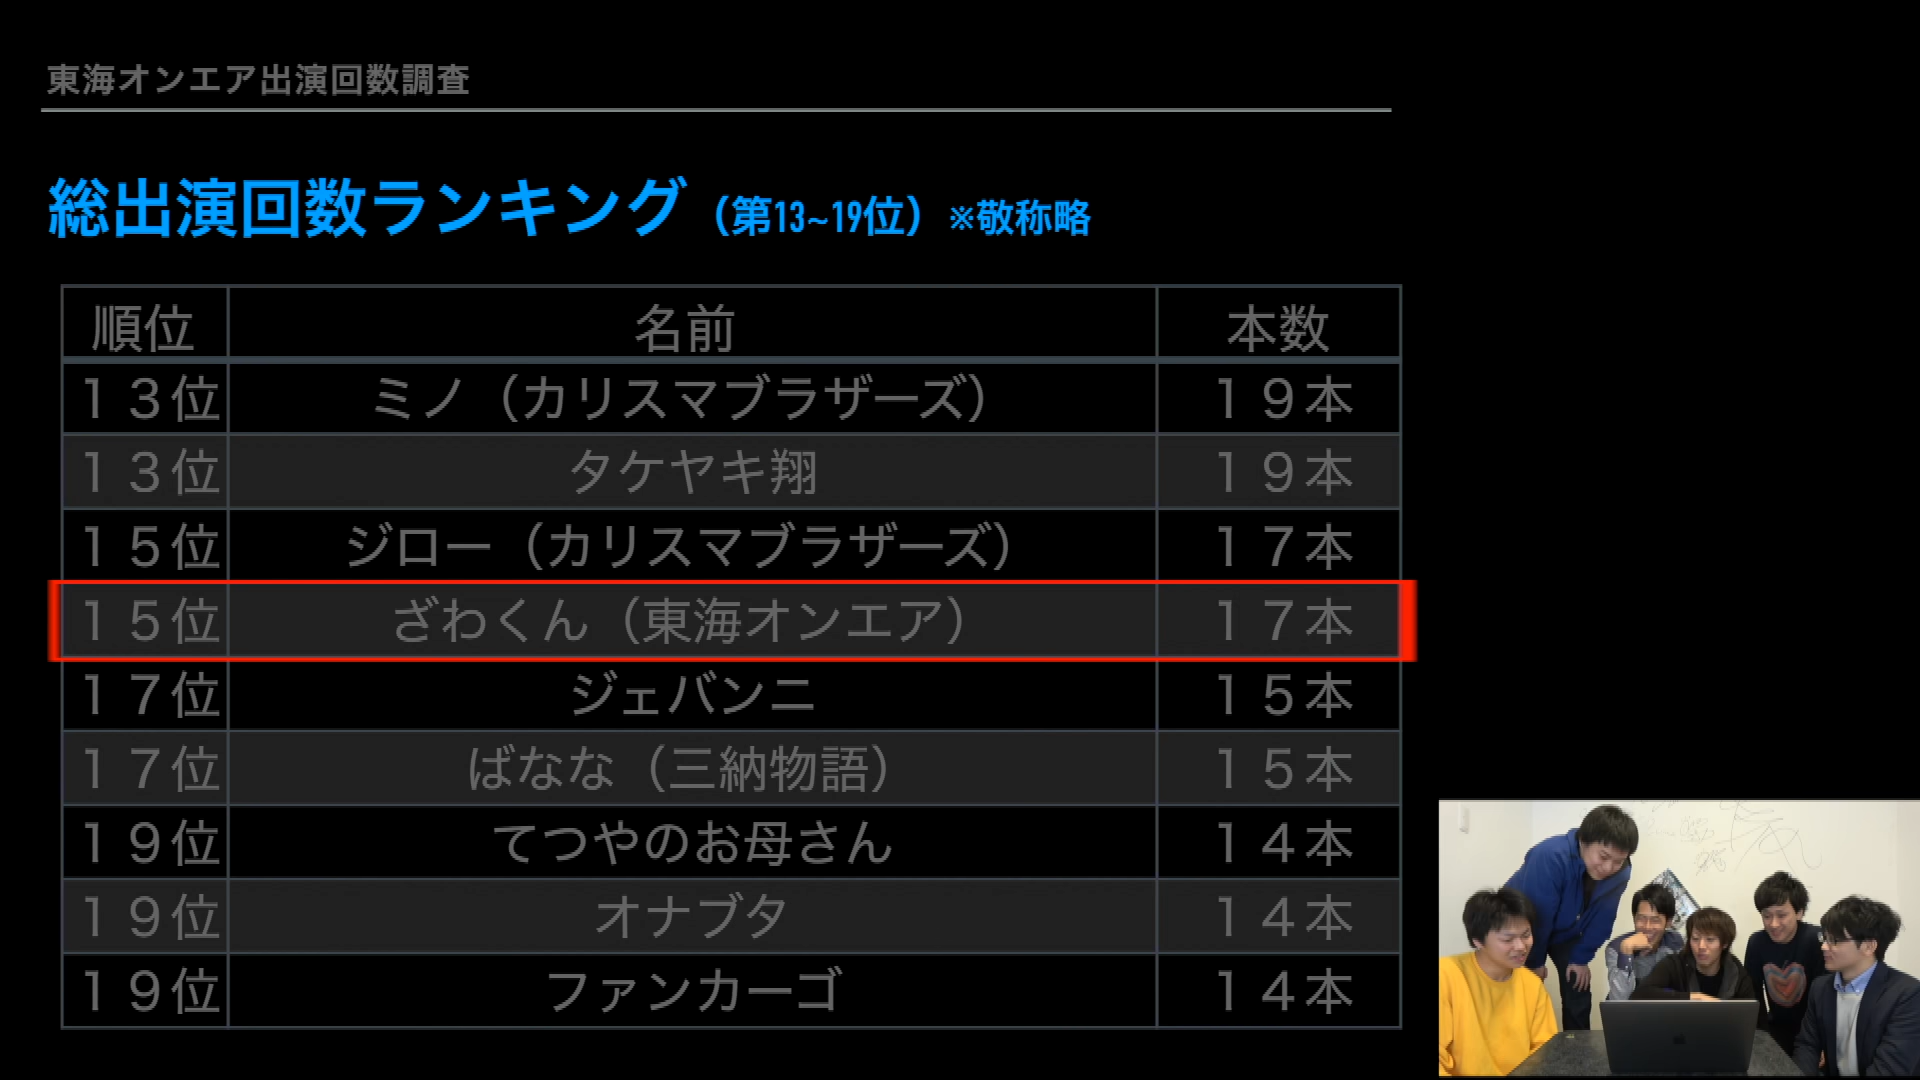 東海オンエア出演回数調査
総出演回数ランキング（第13~19位）※敬称略
順位 名前 本数
１３位 ミノ（カリスマブラザーズ） １９本
１３位 タケヤキ翔 １９本
１５位 ジロー（カリスマブラザーズ） １７本
１５位 ざわくん（東海オンエア） １７本
１７位 ジェバンニ １５本
１７位 ばなな（三納物語） １５本
１９位 てつやのお母さん １４本
１９位 オナブタ １４本
１９位 ファンカーゴ １４本